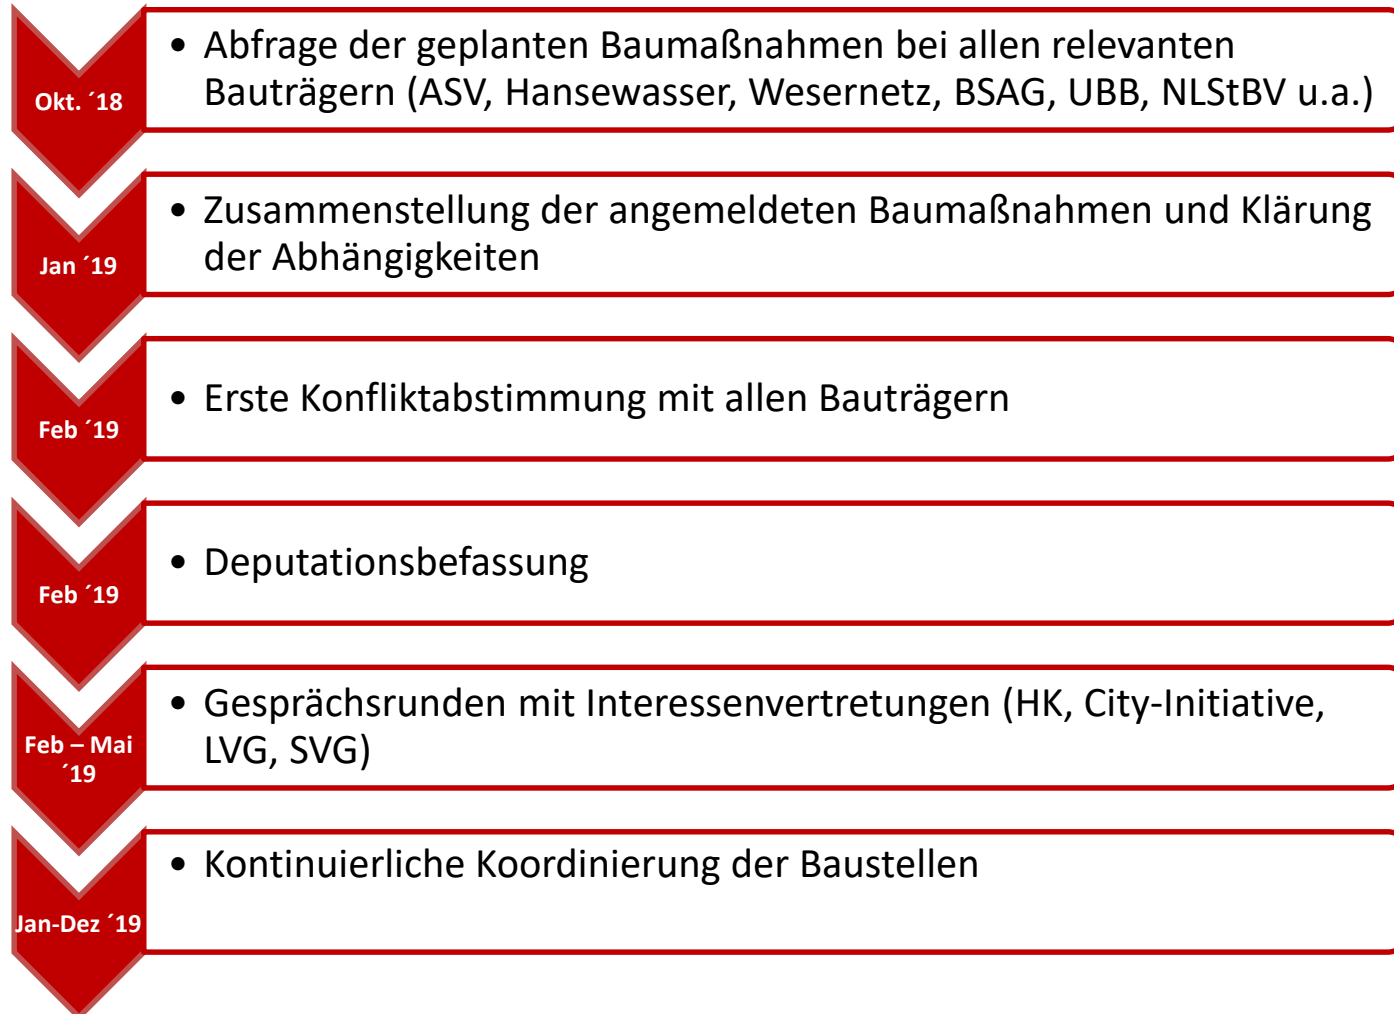 Okt. ´18
• Abfrage der geplanten Baumaßnahmen bei allen relevanten
Bauträgern (ASV, Hansewasser, Wesernetz, BSAG, UBB, NLStBV u.a.)
Jan ´19
• Zusammenstellung der angemeldeten Baumaßnahmen und Klärung
der Abhängigkeiten
Feb ´19
• Erste Konfliktabstimmung mit allen Bauträgern
Feb ´19
• Deputationsbefassung
Feb – Mai
´19
• Gesprächsrunden mit Interessenvertretungen (HK, City-Initiative,
LVG, SVG)
Jan-Dez ´19
• Kontinuierliche Koordinierung der Baustellen